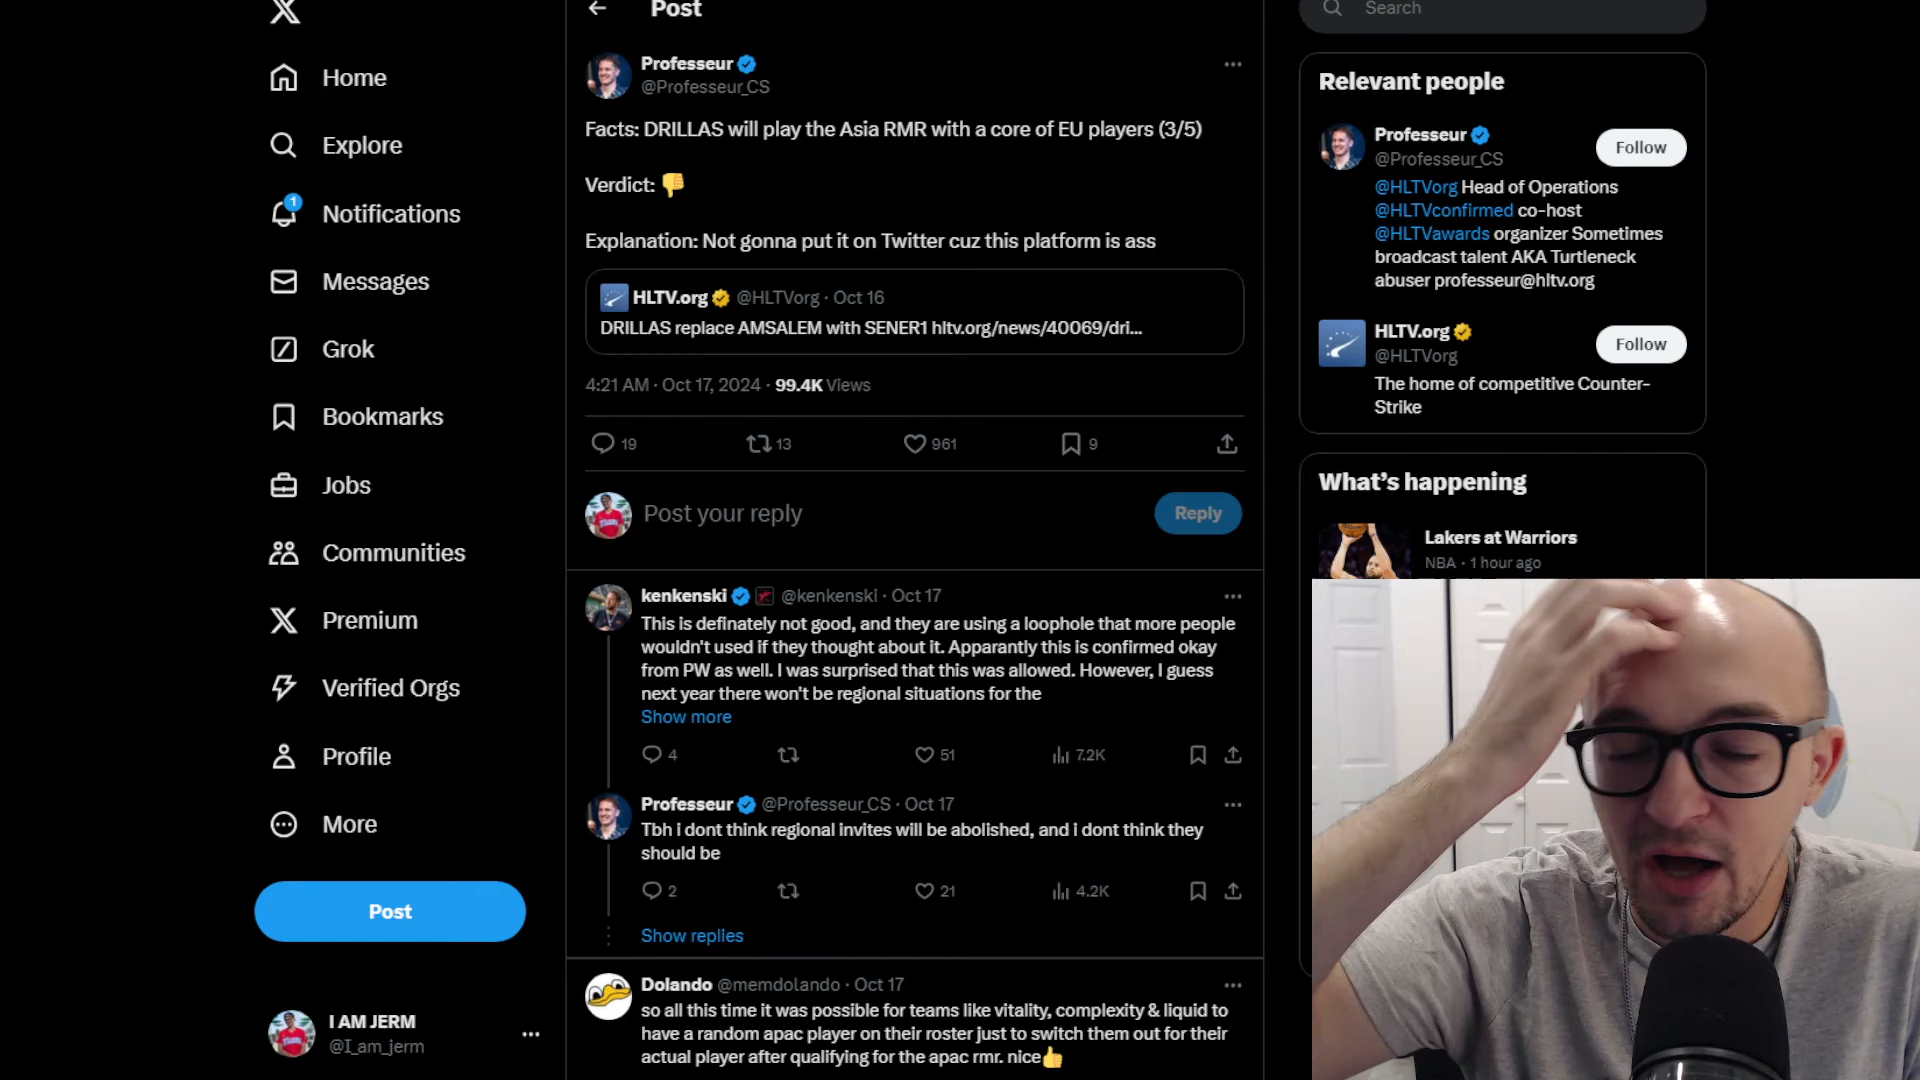 Post
Search
Home
Explore
1
Notifications
Messages
Grok
Bookmarks
Jobs
Communities
Premium
Verified Orgs
Profile
More
Post
I AM JERM
@I_am_jerm
Professeur
@Professeur_CS
Facts: DRILLAS will play the Asia RMR with a core of EU players (3/5)
Verdict: 👎
Explanation: Not gonna put it on Twitter cuz this platform is ass
HLTV.org @HLTVorg · Oct 16
DRILLAS replace AMSALEM with SENER1 hltv.org/news/40069/dri...
4:21 AM · Oct 17, 2024 · 99.4K Views
19 13 961 9
Post your reply
Reply
kenkenski @kenkenski · Oct 17
This is definately not good, and they are using a loophole that more people
wouldn't used if they thought about it. Apparantly this is confirmed okay
from PW as well. I was surprised that this was allowed. However, I guess
next year there won't be regional situations for the
Show more
4 51 7.2K
Professeur @Professeur_CS · Oct 17
Tbh i dont think regional invites will be abolished, and i dont think they
should be
2 21 4.2K
Show replies
Dolando @memdolando · Oct 17
so all this time it was possible for teams like vitality, complexity & liquid to
have a random apac player on their roster just to switch them out for their
actual player after qualifying for the apac rmr. nice👍
Relevant people
Professeur
@Professeur_CS
Follow
@HLTVorg Head of Operations
@HLTVconfirmed co-host
@HLTVawards organizer Sometimes
broadcast talent AKA Turtleneck
abuser professeur@hltv.org
HLTV.org
@HLTVorg
Follow
The home of competitive Counter-
Strike
What's happening
Lakers at Warriors
NBA · 1 hour ago